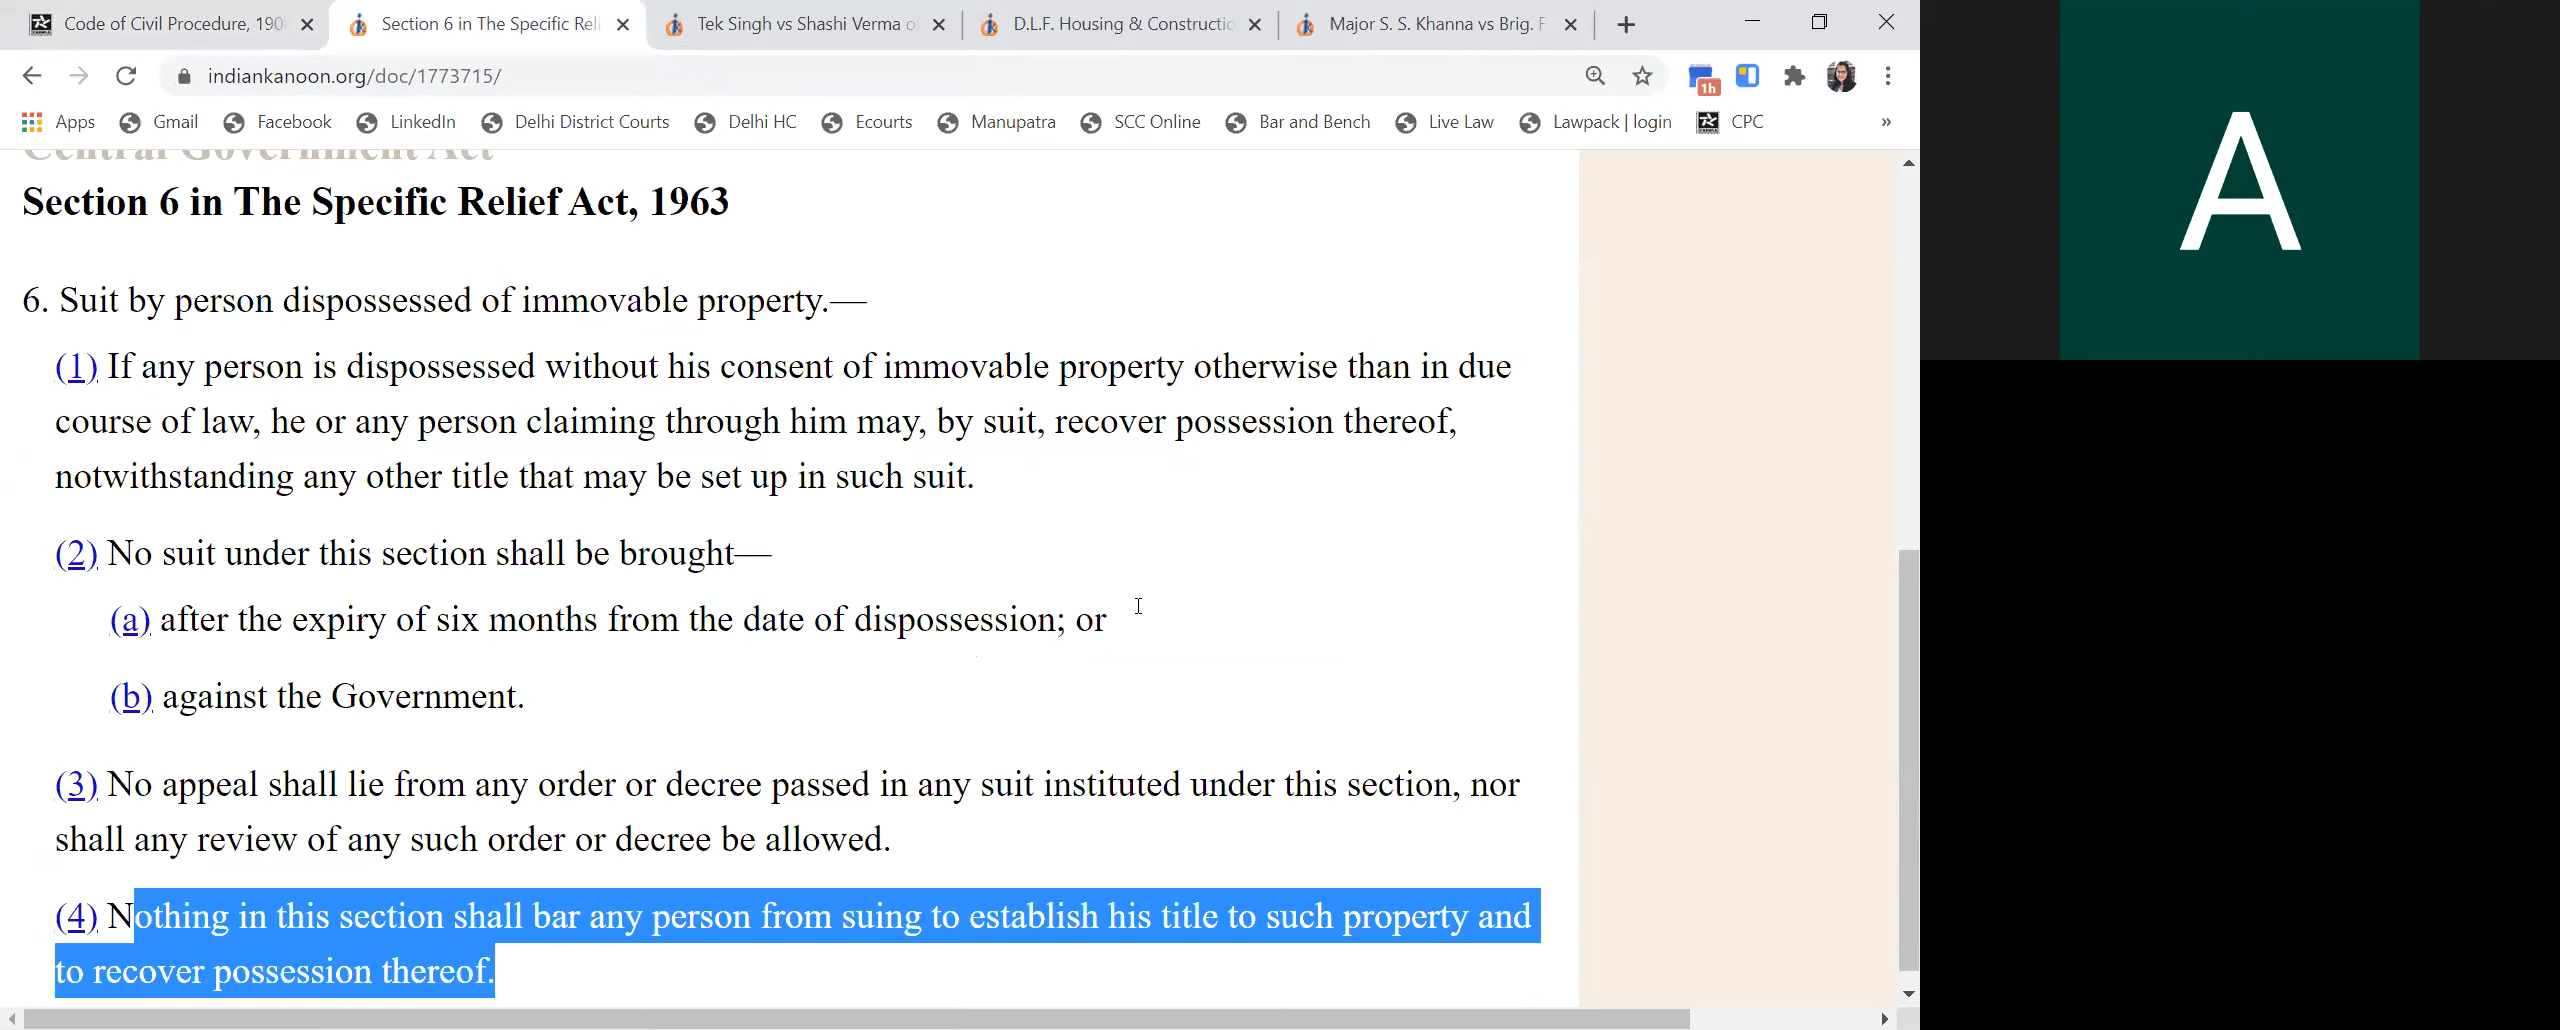 Code of Civil Procedure, 190
Section 6 in The Specific Reli
Tek Singh vs Shashi Verma o
D.L.F. Housing & Constructio
Major S. S. Khanna vs Brig. F
indiankanoon.org/doc/1773715/
1h
Apps Gmail Facebook LinkedIn Delhi District Courts Delhi HC Ecourts Manupatra SCC Online Bar and Bench Live Law Lawpack | login CPC »
Central Government Act
Section 6 in The Specific Relief Act, 1963
6. Suit by person dispossessed of immovable property.—
(1) If any person is dispossessed without his consent of immovable property otherwise than in due
course of law, he or any person claiming through him may, by suit, recover possession thereof,
notwithstanding any other title that may be set up in such suit.
(2) No suit under this section shall be brought—
(a) after the expiry of six months from the date of dispossession; or
(b) against the Government.
(3) No appeal shall lie from any order or decree passed in any suit instituted under this section, nor
shall any review of any such order or decree be allowed.
(4) Nothing in this section shall bar any person from suing to establish his title to such property and
to recover possession thereof.
A